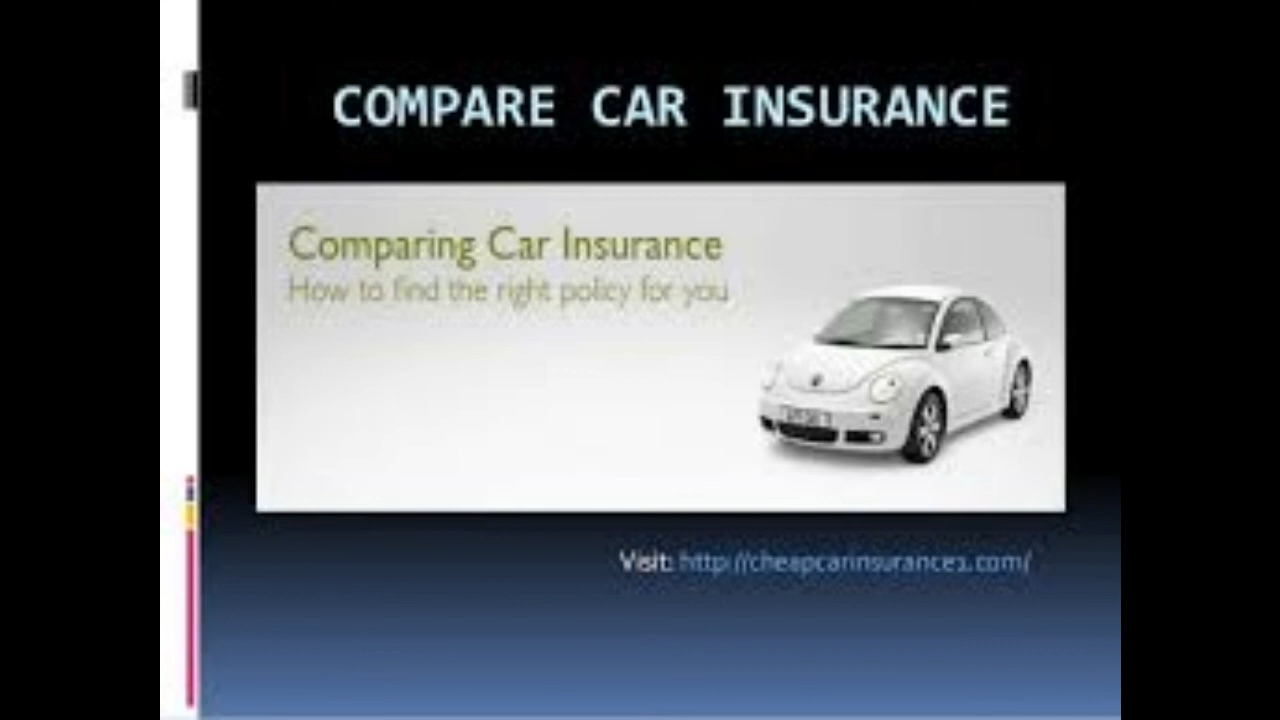 COMPARE CAR INSURANCE
Comparing Car Insurance
How to find the right policy for you
Visit: http://cheapcarinsurance1.com/